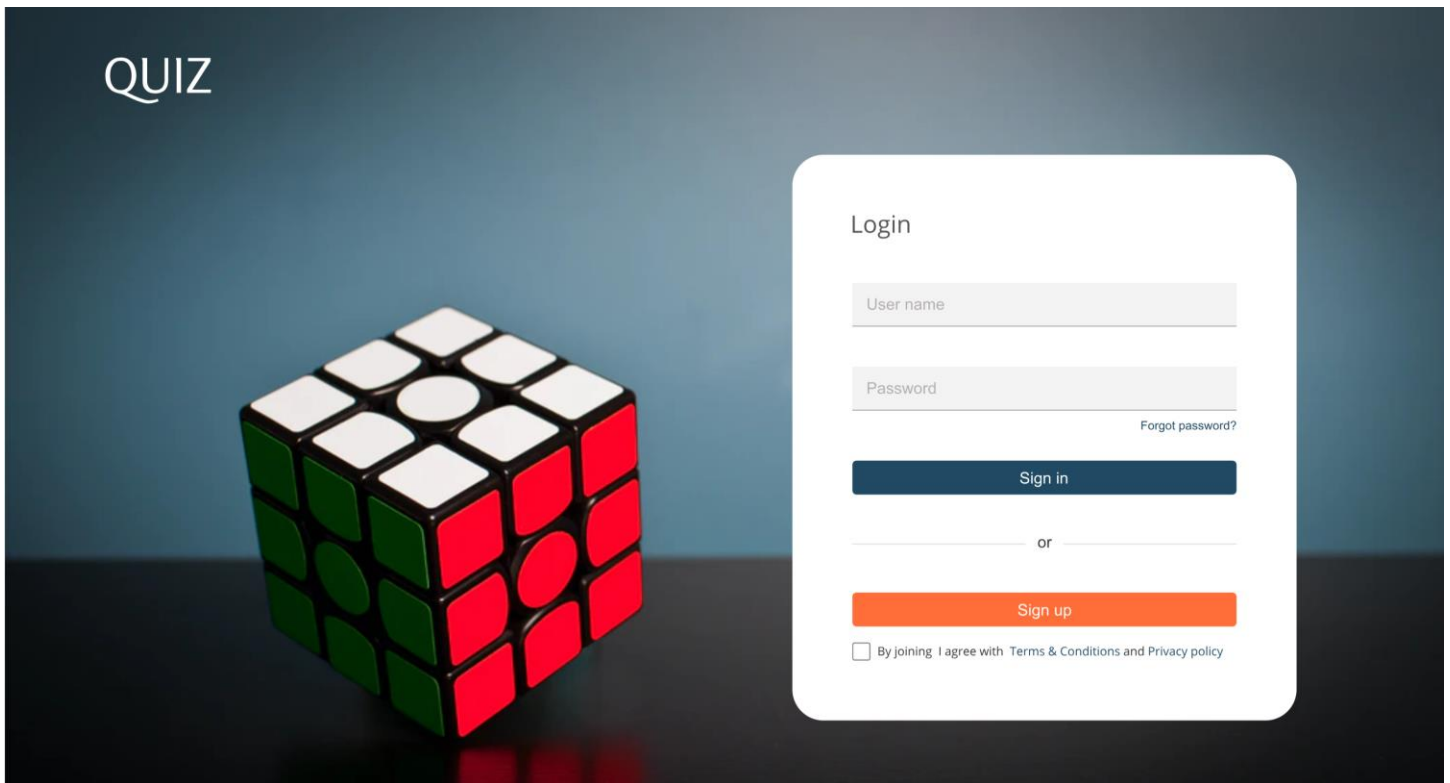 QUIZ
Login
User name
Password
Forgot password?
Sign in
or
Sign up
By joining I agree with Terms & Conditions and Privacy policy